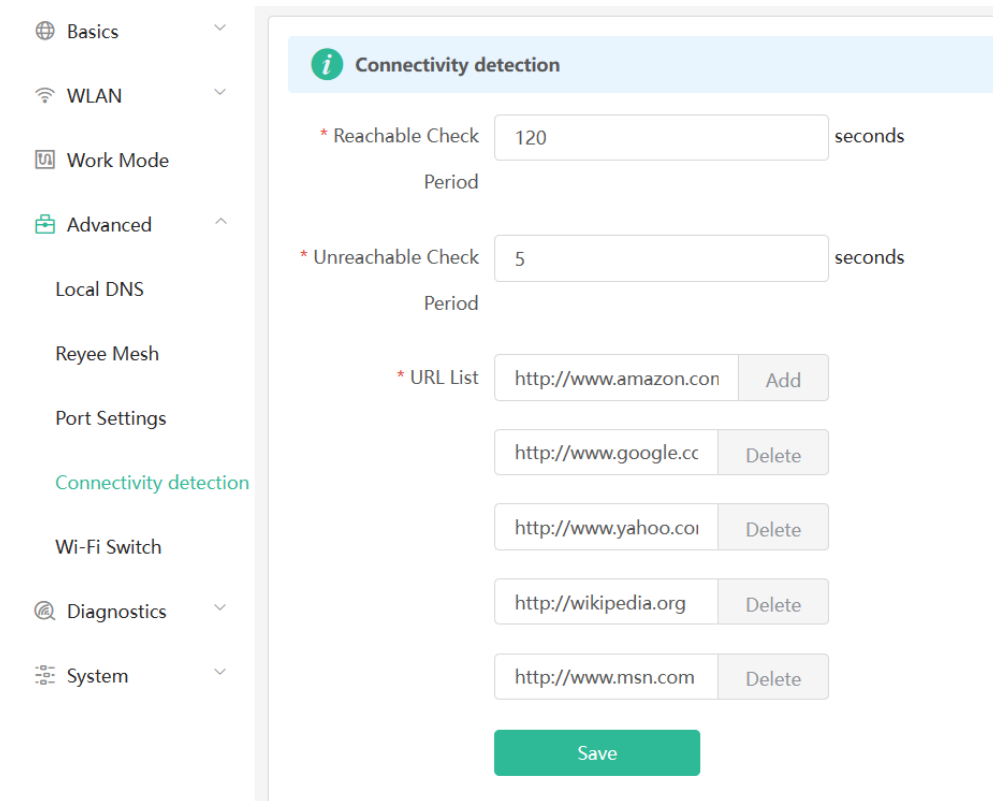 Basics
WLAN
Work Mode
Advanced
Local DNS
Reyee Mesh
Port Settings
Connectivity detection
Wi-Fi Switch
Diagnostics
System
Connectivity detection
* Reachable Check Period
120
seconds
* Unreachable Check Period
5
seconds
* URL List
http://www.amazon.con
Add
http://www.google.cc
Delete
http://www.yahoo.coı
Delete
http://wikipedia.org
Delete
http://www.msn.com
Delete
Save